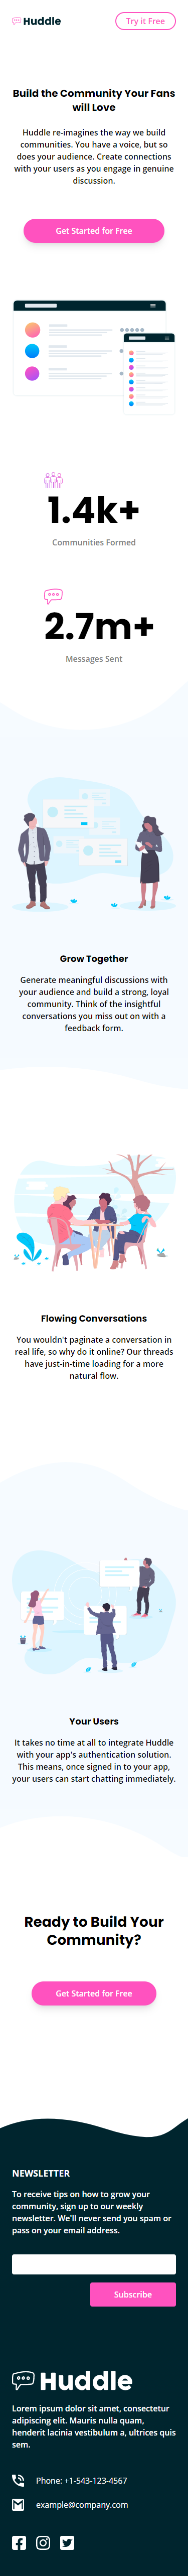 Huddle
Try it Free
Build the Community Your Fans
will Love
Huddle re-imagines the way we build
communities. You have a voice, but so
does your audience. Create connections
with your users as you engage in genuine
discussion.
Get Started for Free
1.4k+
Communities Formed
2.7m+
Messages Sent
Grow Together
Generate meaningful discussions with
your audience and build a strong, loyal
community. Think of the insightful
conversations you miss out on with a
feedback form.
Flowing Conversations
You wouldn't paginate a conversation in
real life, so why do it online? Our threads
have just-in-time loading for a more
natural flow.
Your Users
It takes no time at all to integrate Huddle
with your app's authentication solution.
This means, once signed in to your app,
your users can start chatting immediately.
Ready to Build Your
Community?
Get Started for Free
NEWSLETTER
To receive tips on how to grow your
community, sign up to our weekly
newsletter. We'll never send you spam or
pass on your email address.
Subscribe
Huddle
Lorem ipsum dolor sit amet, consectetur
adipiscing elit. Mauris nulla quam,
henderit lacinia vestibulum a, ultrices quis
sem.
Phone: +1-543-123-4567
example@company.com